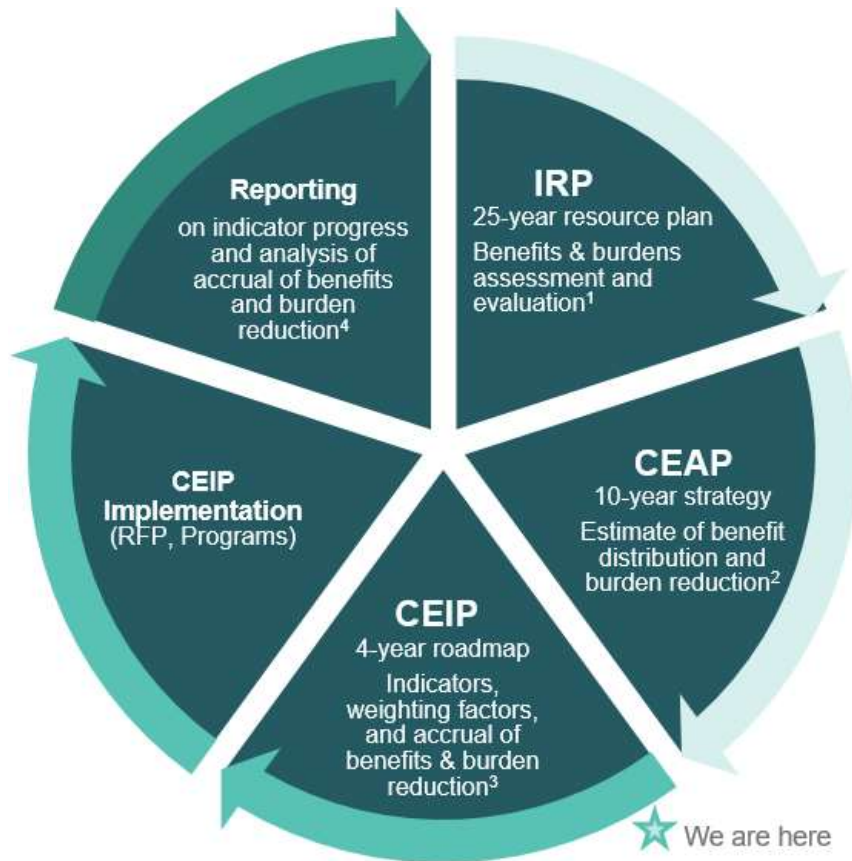 IRP
25-year resource plan
Benefits & burdens
assessment and
evaluation¹
CEAP
10-year strategy
Estimate of benefit
distribution and
burden reduction²
CEIP
4-year roadmap
Indicators,
weighting factors,
and accrual of
benefits & burden
reduction³
CEIP
Implementation
(RFP, Programs)
Reporting
on indicator progress
and analysis of
accrual of benefits
and burden
reduction⁴
We are here